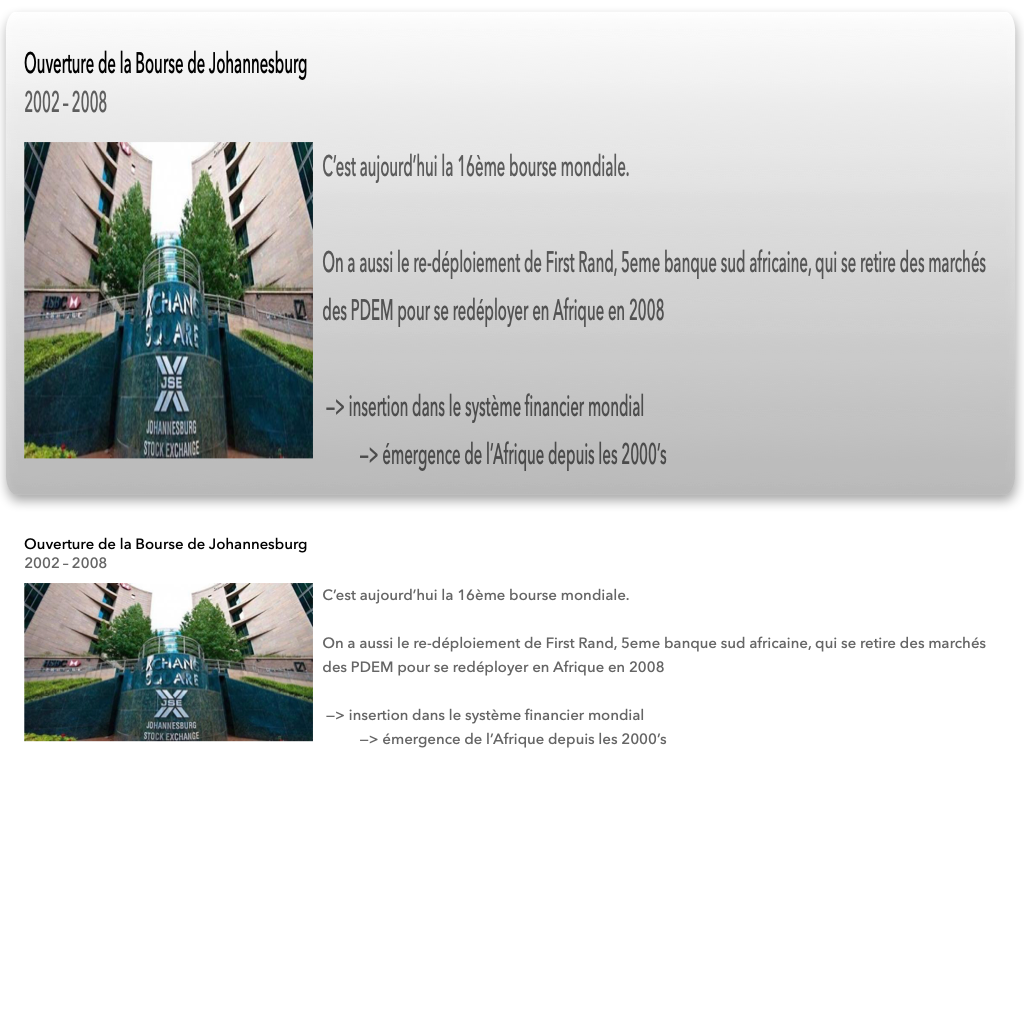 Ouverture de la Bourse de Johannesburg
2002 – 2008
C’est aujourd’hui la 16ème bourse mondiale.
On a aussi le re-déploiement de First Rand, 5eme banque sud africaine, qui se retire des marchés
des PDEM pour se redéployer en Afrique en 2008
—> insertion dans le système financier mondial
—> émergence de l’Afrique depuis les 2000’s
HSBC
EXCHANGE
SQUARE
JSE
JOHANNESBURG
STOCK EXCHANGE
Ouverture de la Bourse de Johannesburg
2002 – 2008
C’est aujourd’hui la 16ème bourse mondiale.
On a aussi le re-déploiement de First Rand, 5eme banque sud africaine, qui se retire des marchés
des PDEM pour se redéployer en Afrique en 2008
—> insertion dans le système financier mondial
—> émergence de l’Afrique depuis les 2000’s
HSBC
EXCHANGE
SQUARE
JSE
JOHANNESBURG
STOCK EXCHANGE